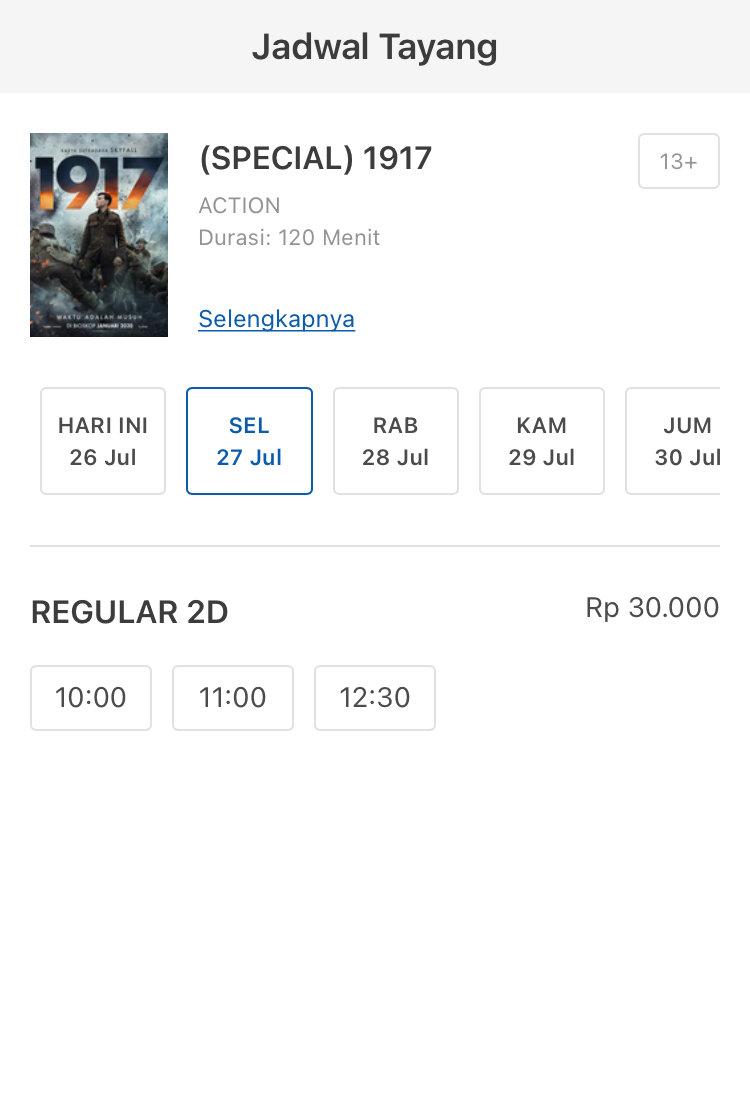 Jadwal Tayang
(SPECIAL) 1917
13+
ACTION
Durasi: 120 Menit
Selengkapnya
SKYFALL
1917
WAKTU ADALAH MUSUH
DI BIOSKOP JANUARI 2020
HARI INI
26 Jul
SEL
27 Jul
RAB
28 Jul
KAM
29 Jul
JUM
30 Jul
REGULAR 2D
Rp 30.000
10:00
11:00
12:30